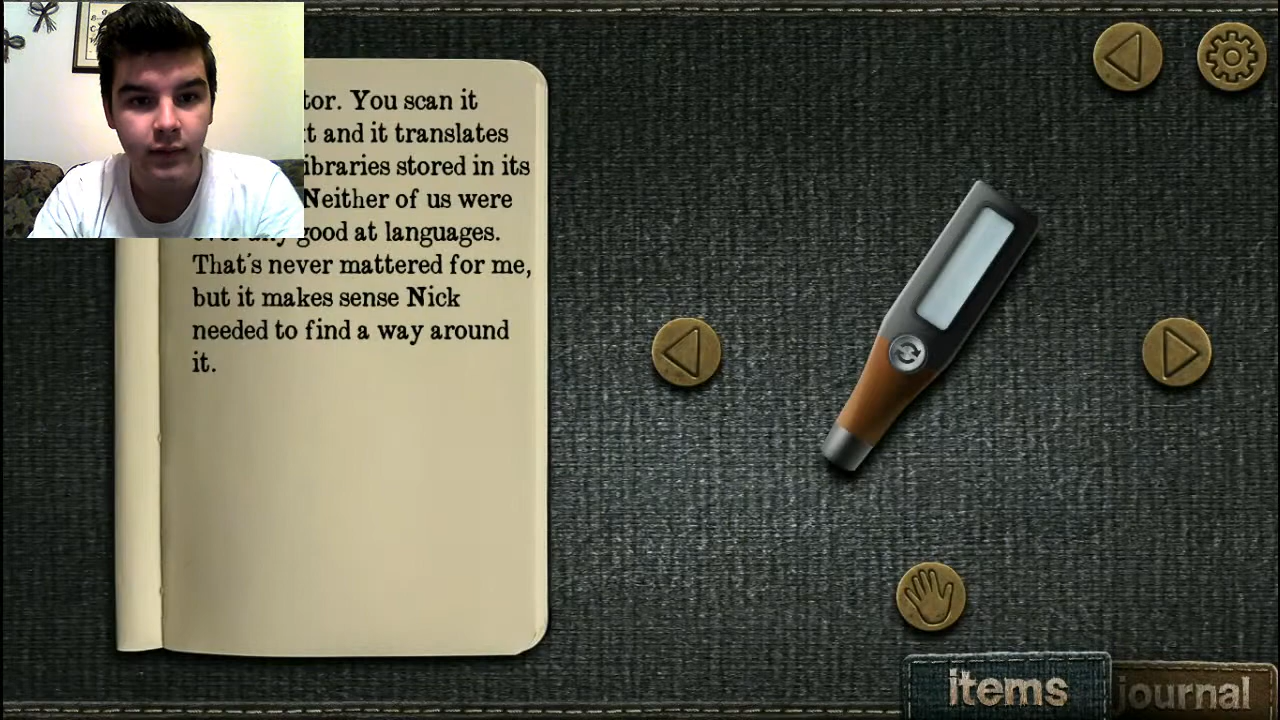 tor. You scan it
and it translates
ibraries stored in its
Neither of us were
good at languages.
That's never mattered for me,
but it makes sense Nick
needed to find a way around
it.
items
journal